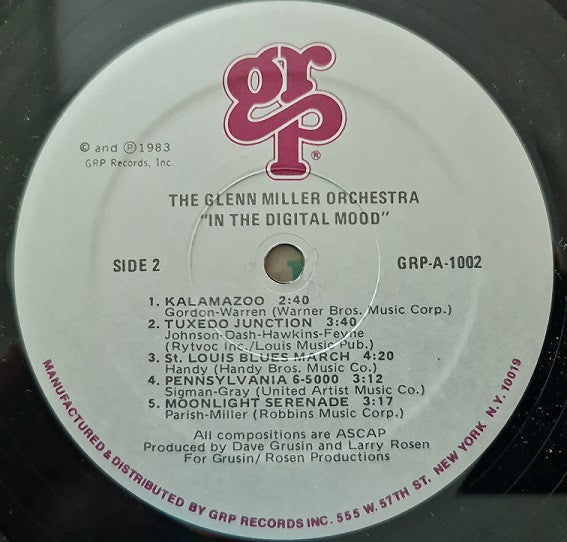 grp®
© and ℗ 1983
GRP Records, Inc.
THE GLENN MILLER ORCHESTRA
"IN THE DIGITAL MOOD"
SIDE 2
GRP-A-1002
1. KALAMAZOO 2:40
Gordon-Warren (Warner Bros. Music Corp.)
2. TUXEDO JUNCTION 3:40
Johnson-Dash-Hawkins-Feyne
(Rytvoc Inc./Louis Music Pub.)
3. St. LOUIS BLUES MARCH 4:20
Handy (Handy Bros. Music Co.)
4. PENNSYLVANIA 6-5000 3:12
Sigman-Gray (United Artist Music Co.)
5. MOONLIGHT SERENADE 3:17
Parish-Miller (Robbins Music Corp.)
All compositions are ASCAP
Produced by Dave Grusin and Larry Rosen
For Grusin/ Rosen Productions
MANUFACTURED & DISTRIBUTED BY GRP RECORDS INC. 555 W. 57TH ST. NEW YORK N.Y. 10019